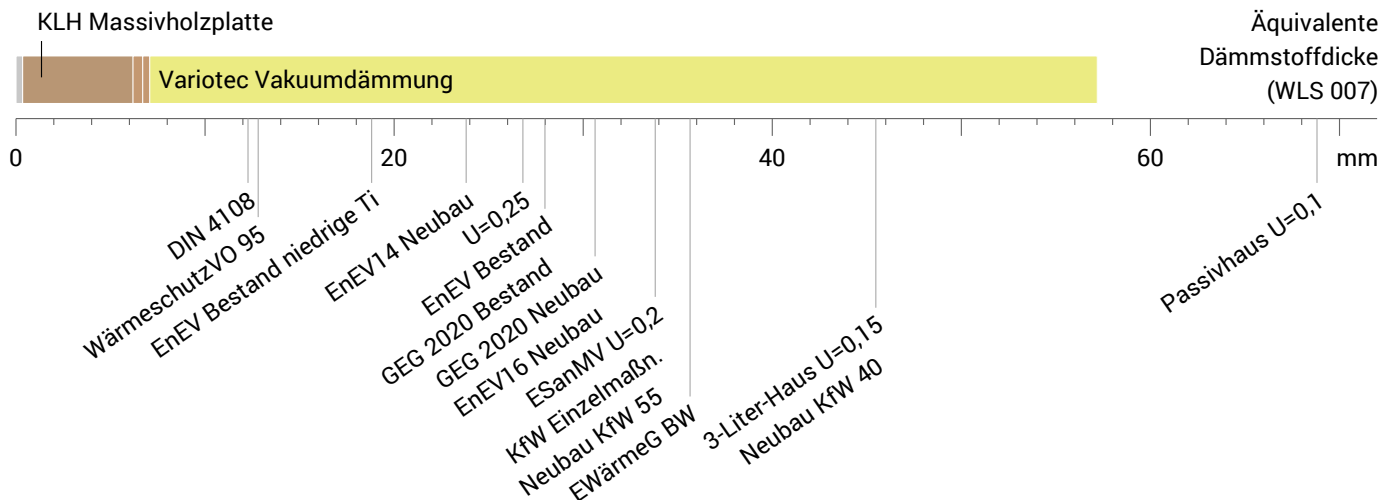 KLH Massivholzplatte
Äquivalente
Dämmstoffdicke
(WLS 007)
Variotec Vakuumdämmung
0
20
40
60
mm
DIN 4108
WärmeschutzVO 95
EnEV Bestand niedrige Ti
EnEV14 Neubau
U=0,25
EnEV Bestand
GEG 2020 Bestand
GEG 2020 Neubau
EnEV16 Neubau
ESanMV U=0,2
KfW Einzelmaßn.
Neubau KfW 55
EWärmeG BW
3-Liter-Haus U=0,15
Neubau KfW 40
Passivhaus U=0,1